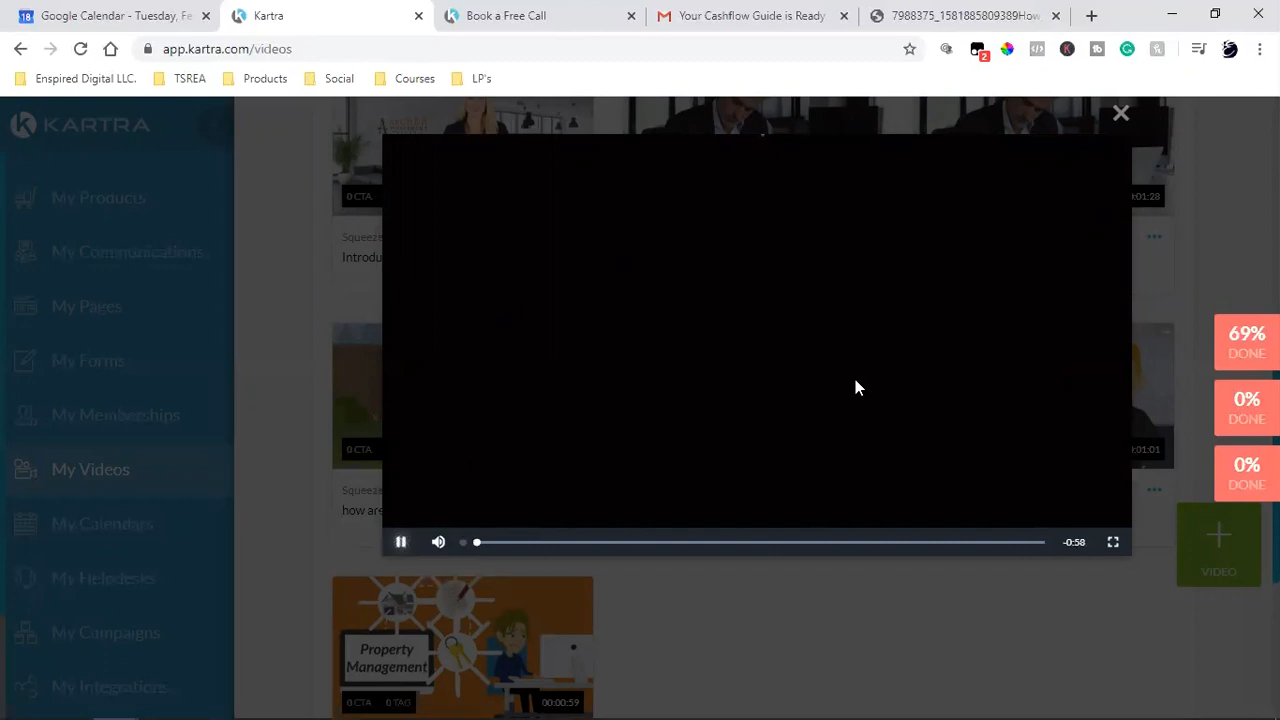 Google Calendar - Tuesday, Fe
Kartra
Book a Free Call
Your Cashflow Guide is Ready
7988375_1581885809389How
app.kartra.com/videos
2
Enspired Digital LLC.
TSREA
Products
Social
Courses
LP's
KARTRA
My Products
My Communications
My Pages
My Forms
My Memberships
My Videos
My Calendars
My Helpdesks
My Campaigns
My Integrations
0 CTA
:01:28
Squeeze
Introdu
0 CTA
:01:01
Squeeze
how are
-0:58
69%
DONE
0%
DONE
0%
DONE
VIDEO
Property
Management
0 CTA
0 TAG
00:00:59